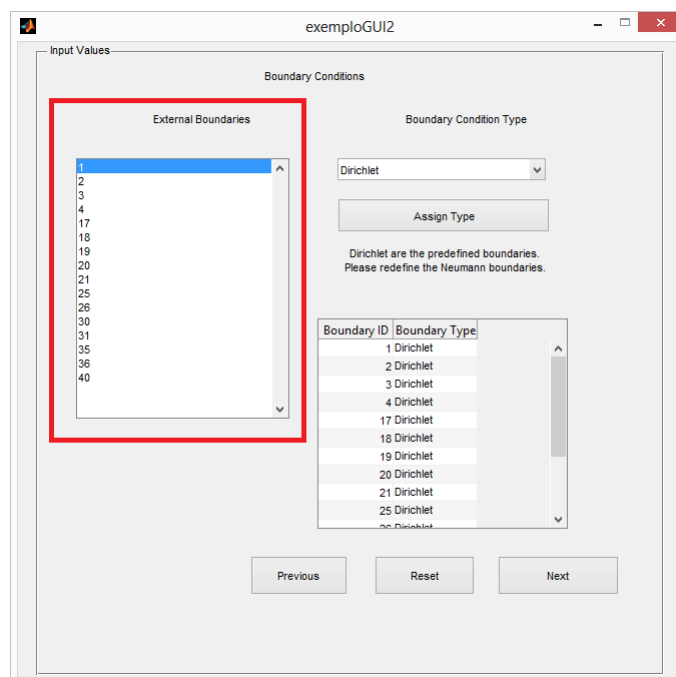 exemploGUI2
Input Values
Boundary Conditions
External Boundaries
1
2
3
4
17
18
19
20
21
25
26
30
31
35
36
40
Boundary Condition Type
Dirichlet
Assign Type
Dirichlet are the predefined boundaries.
Please redefine the Neumann boundaries.
Boundary ID Boundary Type
1 Dirichlet
2 Dirichlet
3 Dirichlet
4 Dirichlet
17 Dirichlet
18 Dirichlet
19 Dirichlet
20 Dirichlet
21 Dirichlet
25 Dirichlet
26 Dirichlet
Previous
Reset
Next